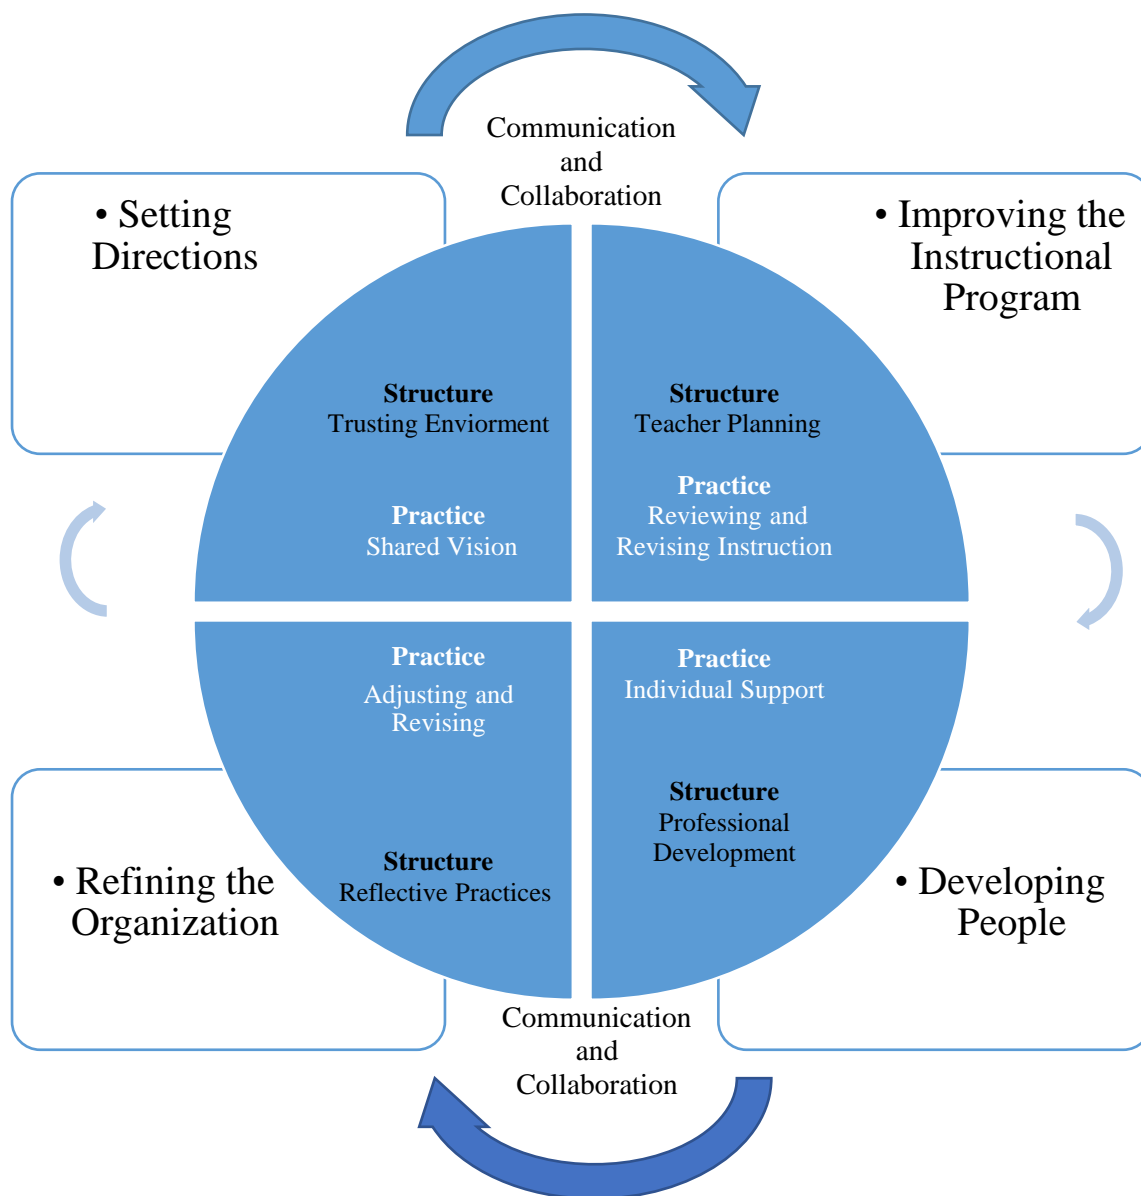 Communication
and
Collaboration
• Setting
Directions
• Improving the
Instructional
Program
Structure
Trusting Enviorment
Practice
Shared Vision
Structure
Teacher Planning
Practice
Reviewing and
Revising Instruction
Practice
Adjusting and
Revising
Structure
Reflective Practices
Practice
Individual Support
Structure
Professional
Development
• Refining the
Organization
• Developing
People
Communication
and
Collaboration